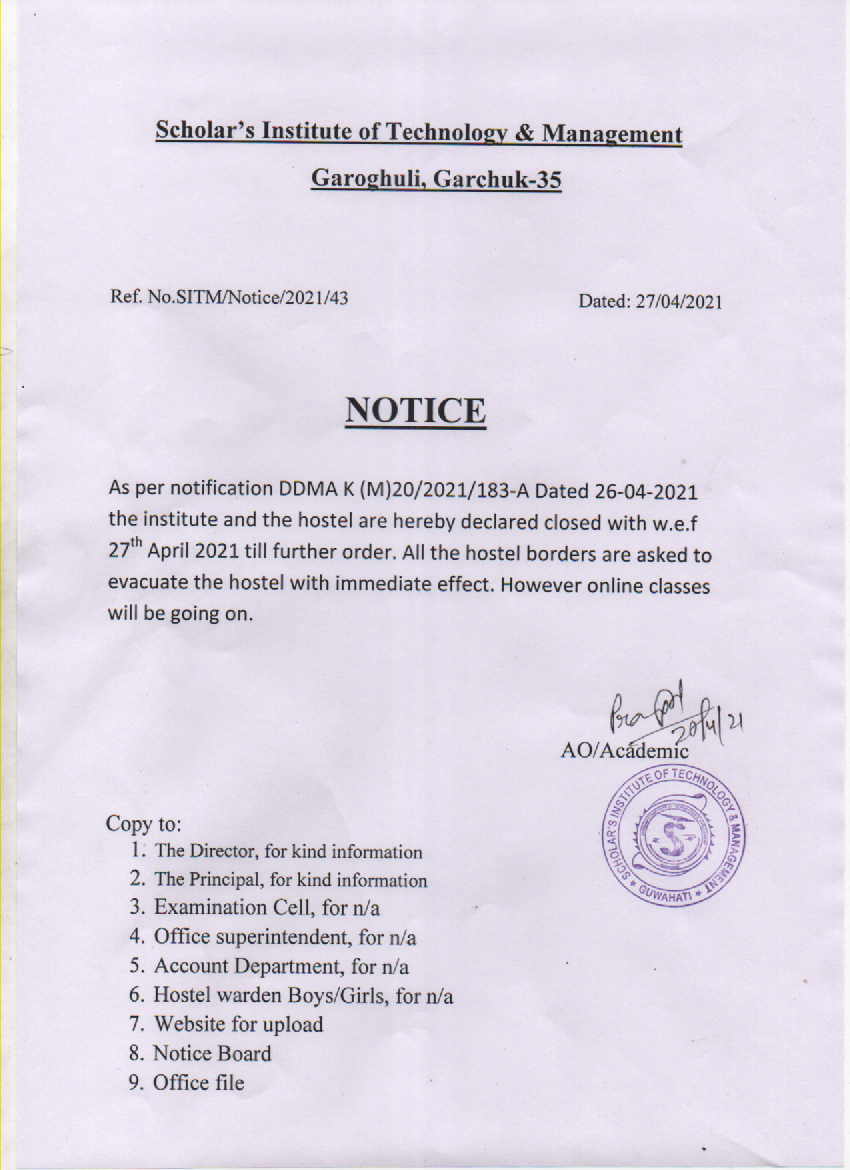 Scholar's Institute of Technology & Management
Garoghuli, Garchuk-35
Ref. No.SITM/Notice/2021/43 Dated: 27/04/2021
NOTICE
As per notification DDMA K (M)20/2021/183-A Dated 26-04-2021
the institute and the hostel are hereby declared closed with w.e.f
27th April 2021 till further order. All the hostel borders are asked to
evacuate the hostel with immediate effect. However online classes
will be going on.
AO/Academic
SCHOLAR'S INSTITUTE OF TECHNOLOGY & MANAGEMENT
* GUWAHATI *
Copy to:
1. The Director, for kind information
2. The Principal, for kind information
3. Examination Cell, for n/a
4. Office superintendent, for n/a
5. Account Department, for n/a
6. Hostel warden Boys/Girls, for n/a
7. Website for upload
8. Notice Board
9. Office file